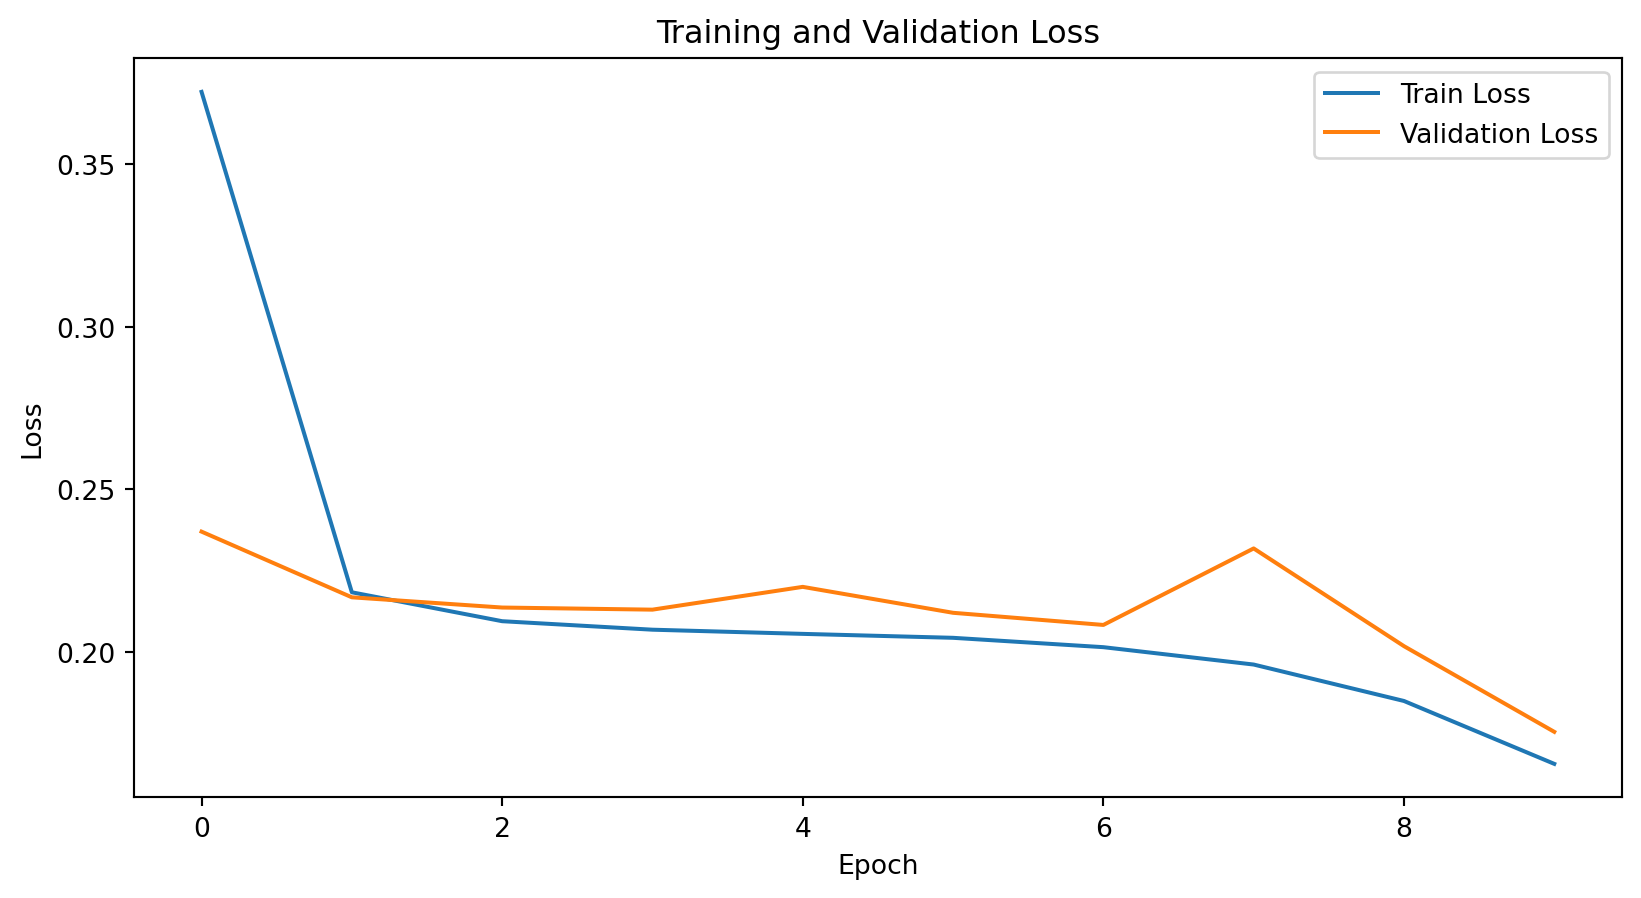 Training and Validation Loss
Train Loss
Validation Loss
0.35
0.30
0.25
0.20
Loss
0 2 4 6 8
Epoch